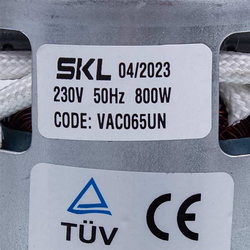 SKL 04/2023
230V 50Hz 800W
CODE: VAC065UN
TÜV
CE